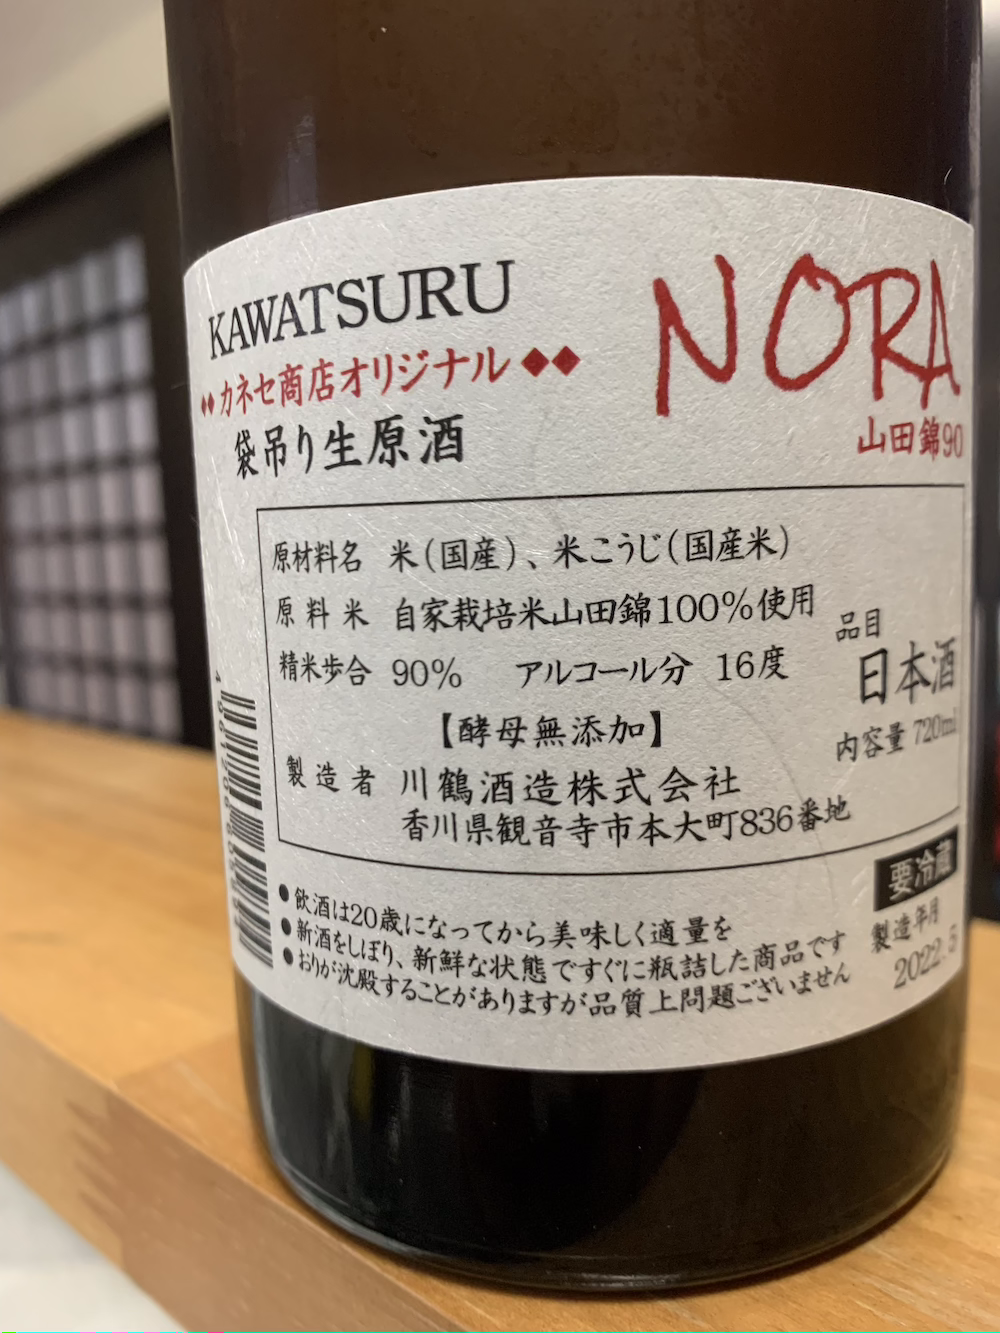 KAWATSURU
カネセ商店オリジナル
袋吊り生原酒
NORA
山田錦90
原材料名 米(国産)、米こうじ(国産米)
原料米 自家栽培米山田錦100%使用
精米歩合 90% アルコール分 16度
【酵母無添加】
製造者 川鶴酒造株式会社
香川県観音寺市本大町836番地
品目
日本酒
内容量 720ml
要冷蔵
製造年月
2022.5
●飲酒は20歳になってから美味しく適量を
●新酒をしぼり、新鮮な状態ですぐに瓶詰した商品です
●おりが沈殿することがありますが品質上問題ございません